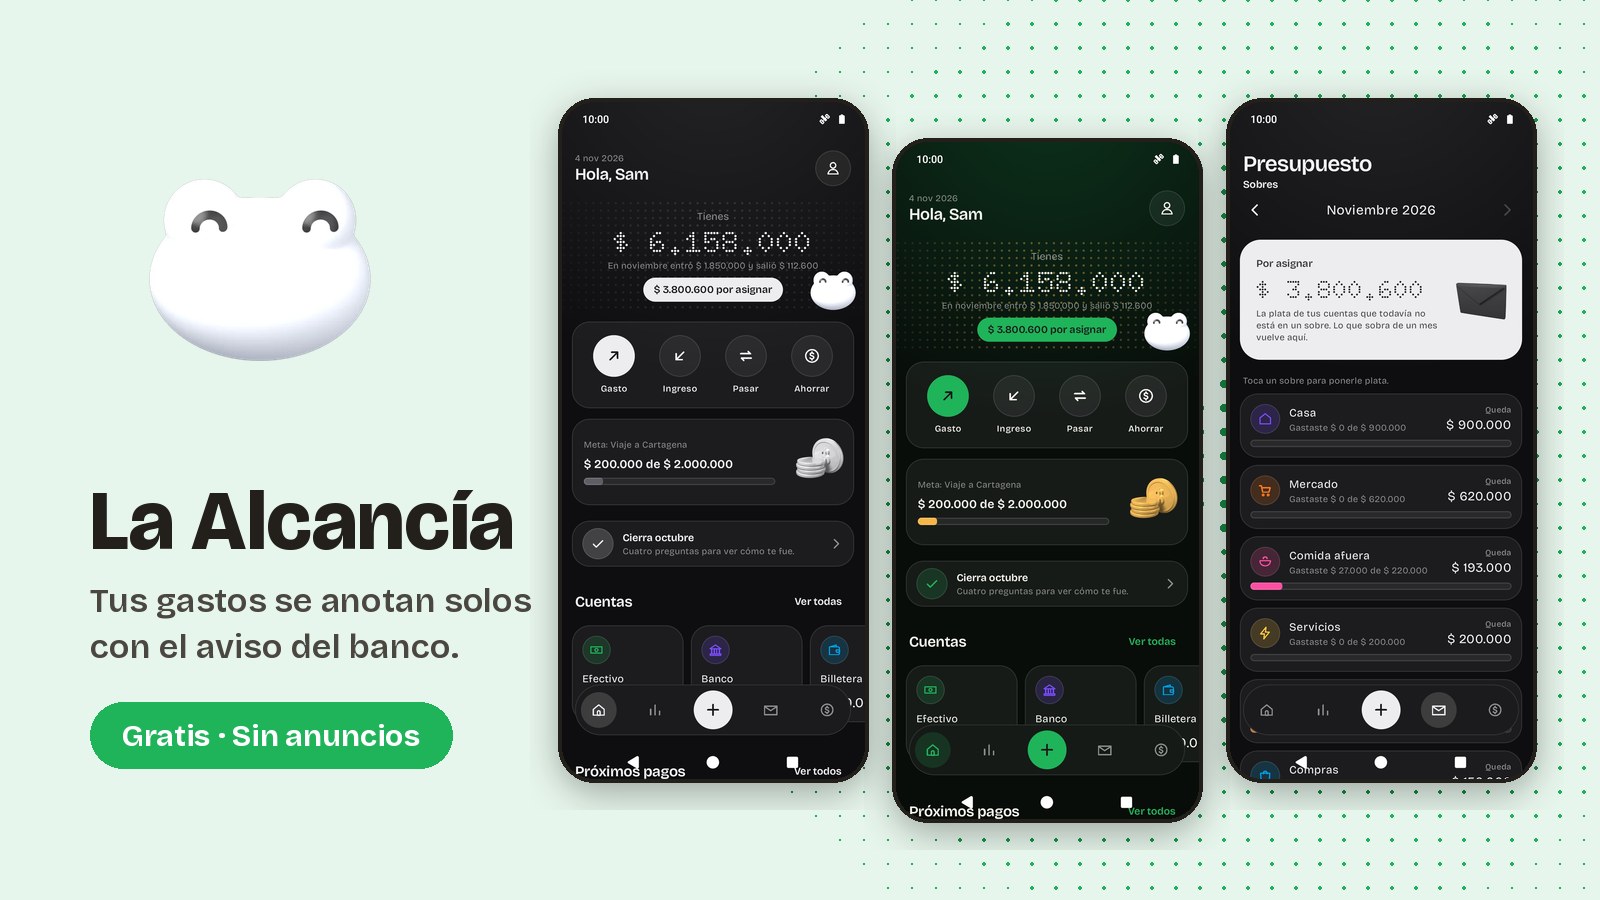 La Alcancía
Tus gastos se anotan solos
con el aviso del banco.
Gratis · Sin anuncios
10:00
4 nov 2026
Hola, Sam
Tienes
$ 6,158,000
En noviembre entró $ 1.850.000 y salió $ 112.600
$ 3.800.600 por asignar
Gasto
Ingreso
Pasar
Ahorrar
Meta: Viaje a Cartagena
$ 200.000 de $ 2.000.000
Cierra octubre
Cuatro preguntas para ver cómo te fue.
Cuentas
Ver todas
Efectivo
Banco
Billetera
Próximos pagos
Ver todos
10:00
4 nov 2026
Hola, Sam
Tienes
$ 6,158,000
En noviembre entró $ 1.850.000 y salió $ 112.600
$ 3.800.600 por asignar
Gasto
Ingreso
Pasar
Ahorrar
Meta: Viaje a Cartagena
$ 200.000 de $ 2.000.000
Cierra octubre
Cuatro preguntas para ver cómo te fue.
Cuentas
Ver todas
Efectivo
Banco
Billetera
Próximos pagos
Ver todos
10:00
Presupuesto
Sobres
Noviembre 2026
Por asignar
$ 3,800,600
La plata de tus cuentas que todavía no
está en un sobre. Lo que sobra de un mes
vuelve aquí.
Toca un sobre para ponerle plata.
Casa
Gastaste $ 0 de $ 900.000
Queda
$ 900.000
Mercado
Gastaste $ 0 de $ 620.000
Queda
$ 620.000
Comida afuera
Gastaste $ 27.000 de $ 220.000
Queda
$ 193.000
Servicios
Gastaste $ 0 de $ 200.000
Queda
$ 200.000
Compras
Queda